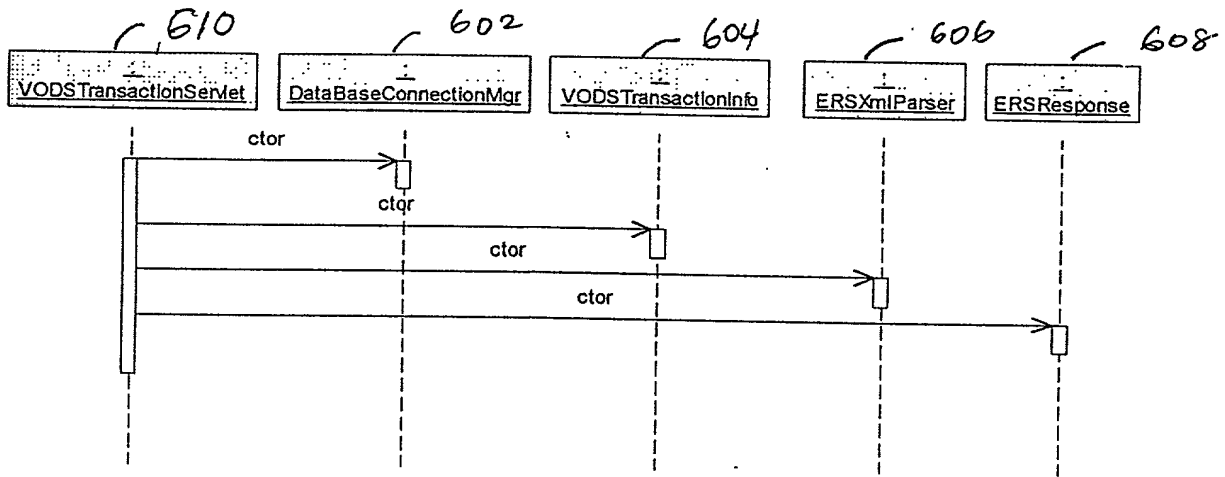 610
602
604
606
608
:
VODSTransactionServlet
:
DataBaseConnectionMgr
:
VODSTransactionInfo
:
ERSXmlParser
:
ERSResponse
ctor
ctor
ctor
ctor